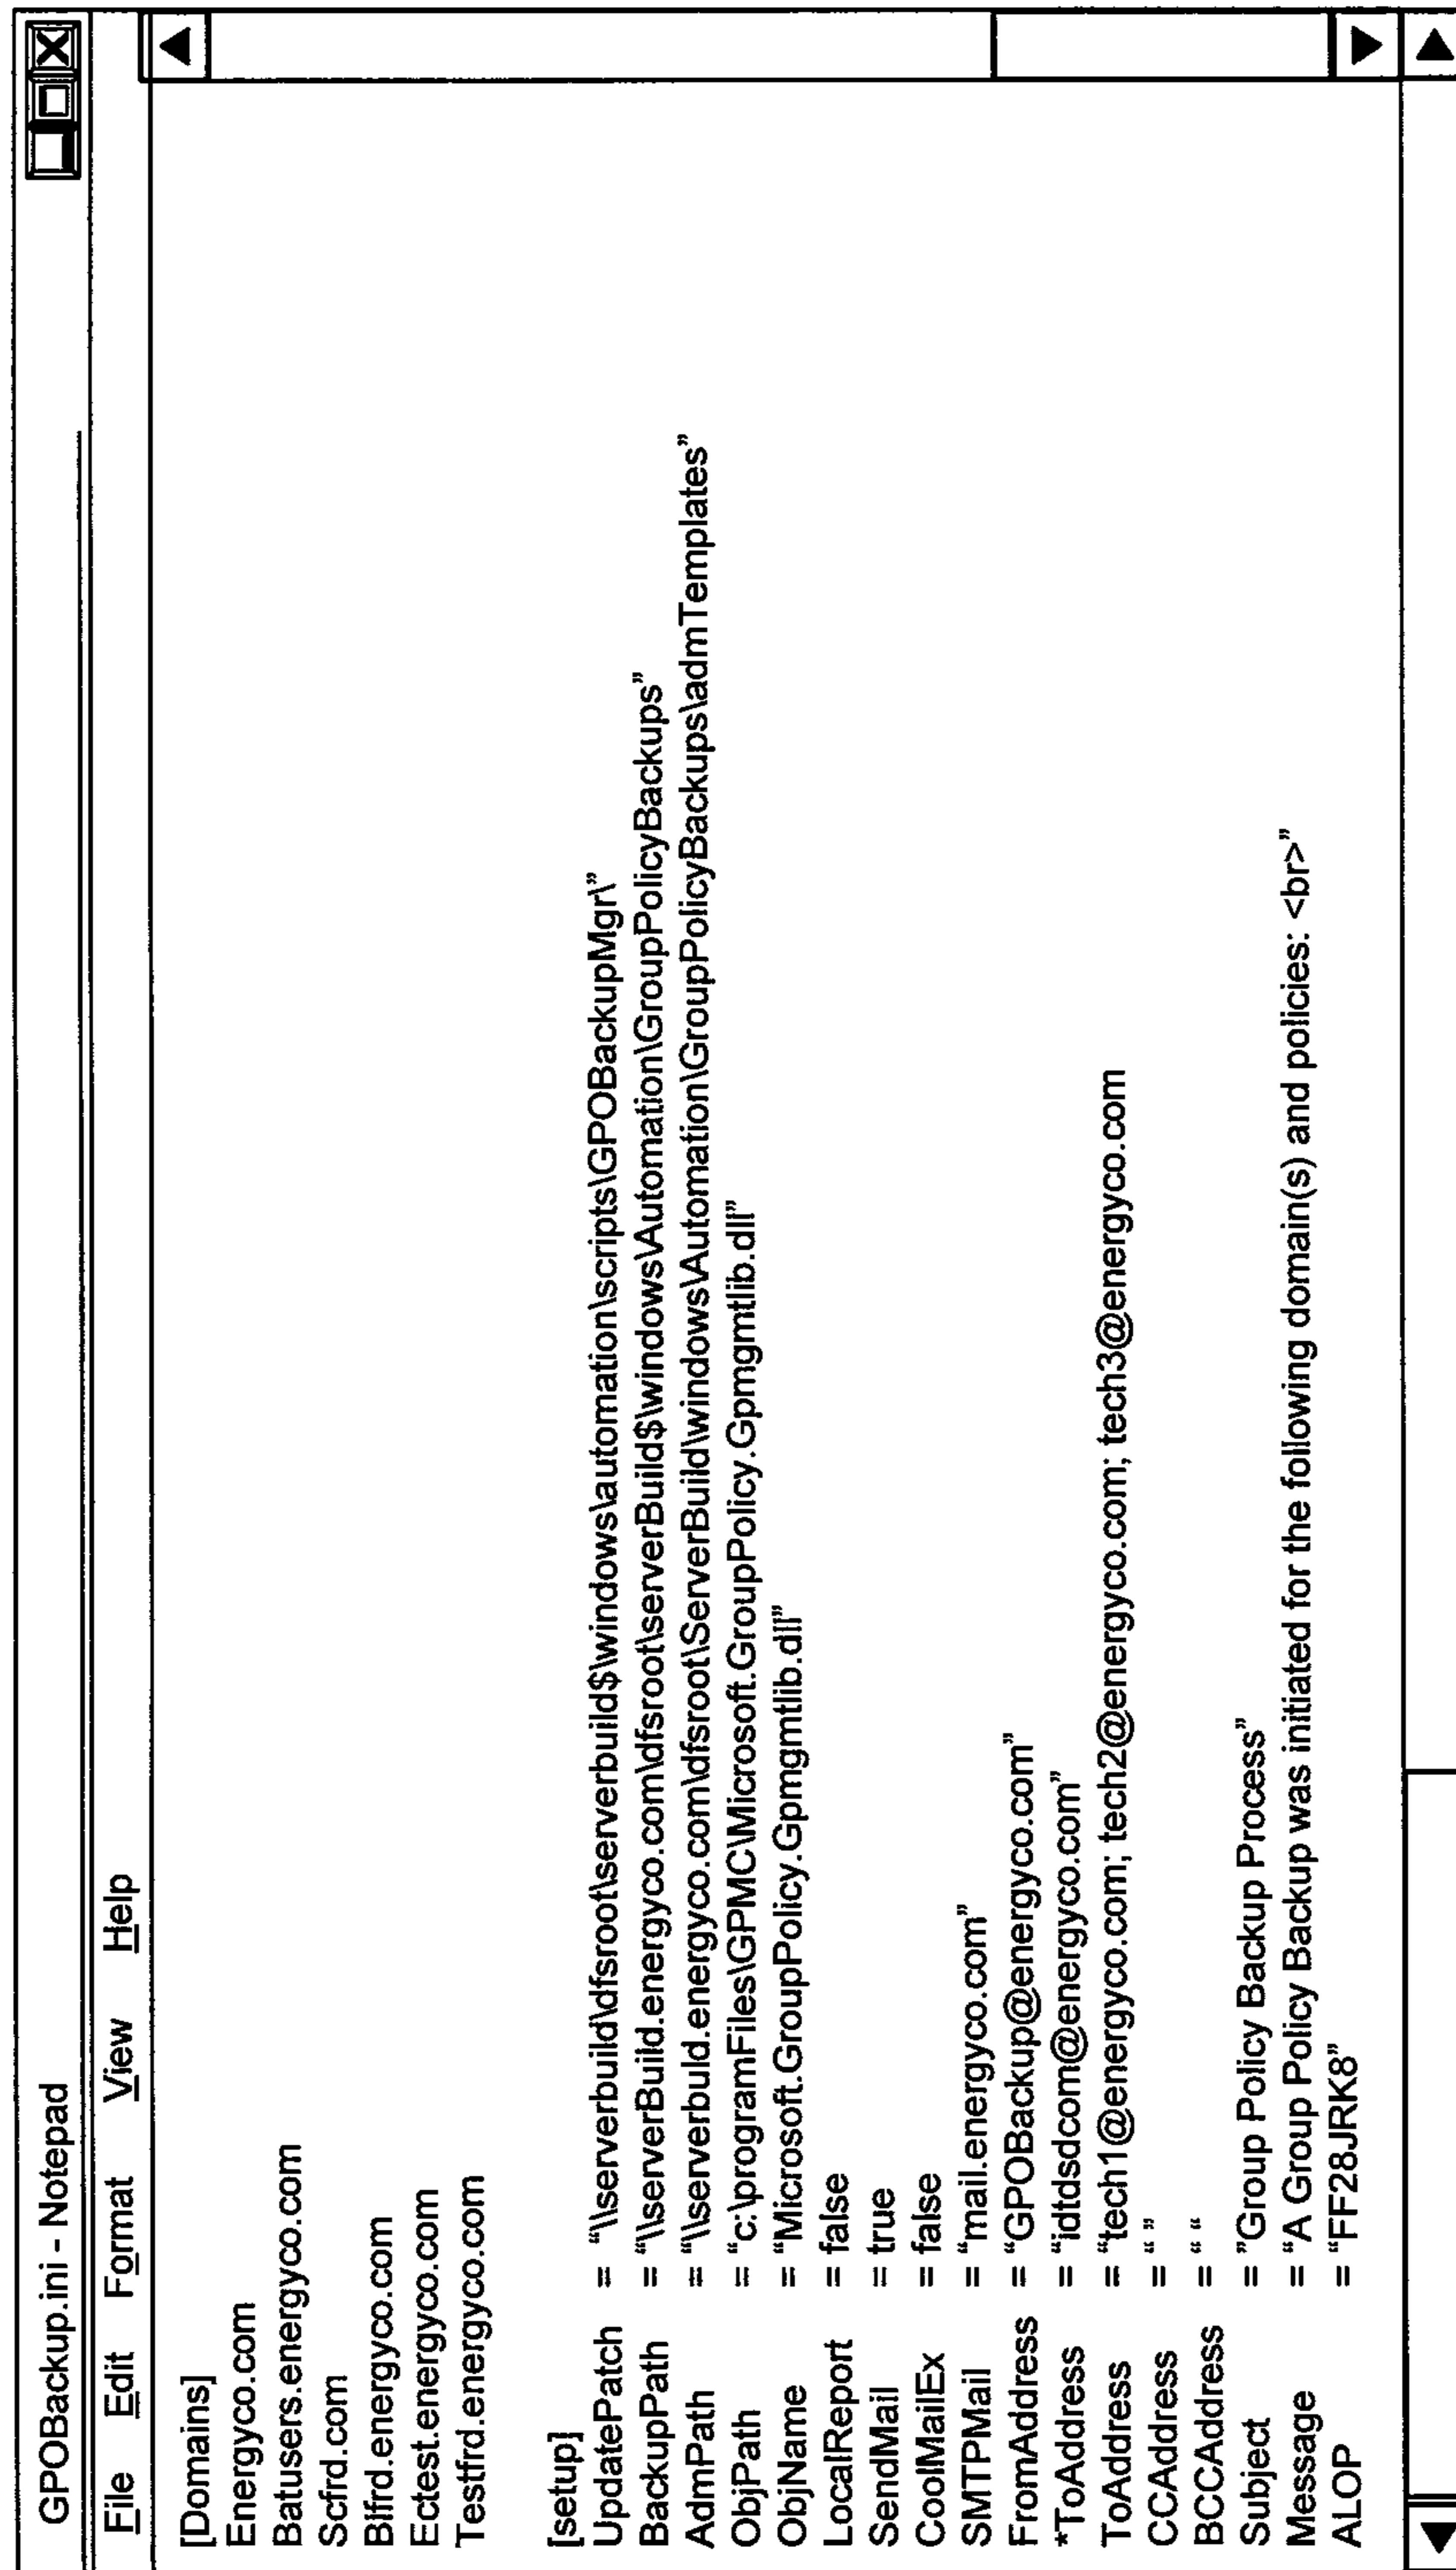 GPOBackup.ini – Notepad
File Edit Format View Help
[Domains]
Energyco.com
Batusers.energyco.com
Scfrd.com
Blfrd.energyco.com
Ectest.energyco.com
Testfrd.energyco.com
[setup]
UpdatePatch = “\\serverbuild\dfsroot\serverbuild$\windows\automation\scripts\GPOBackupMgr\”
BackupPath = “\\serverBuild.energyco.com\dfsroot\serverBuild$\windows\Automation\GroupPolicyBackups”
AdmPath = “\\serverbuld.energyco.com\dfsroot\ServerBuild\windows\Automation\GroupPolicyBackups\admTemplates”
ObjPath = “c:\programFiles\GPMC\Microsoft.GroupPolicy.Gpmgmtlib.dll”
ObjName = “Microsoft.GroupPolicy.Gpmgmtlib.dll”
LocalReport = false
SendMail = true
CoolMailEx = false
SMTPMail = “mail.energyco.com”
FromAddress = “GPOBackup@energyco.com”
*ToAddress = “idtdsdcom@energyco.com”
ToAddress = “tech1@energyco.com; tech2@energyco.com; tech3@energyco.com
CCAddress = “ ”
BCCAddress = “ “
Subject = ”Group Policy Backup Process”
Message = “A Group Policy Backup was initiated for the following domain(s) and policies: <br>”
ALOP = “FF28JRK8”